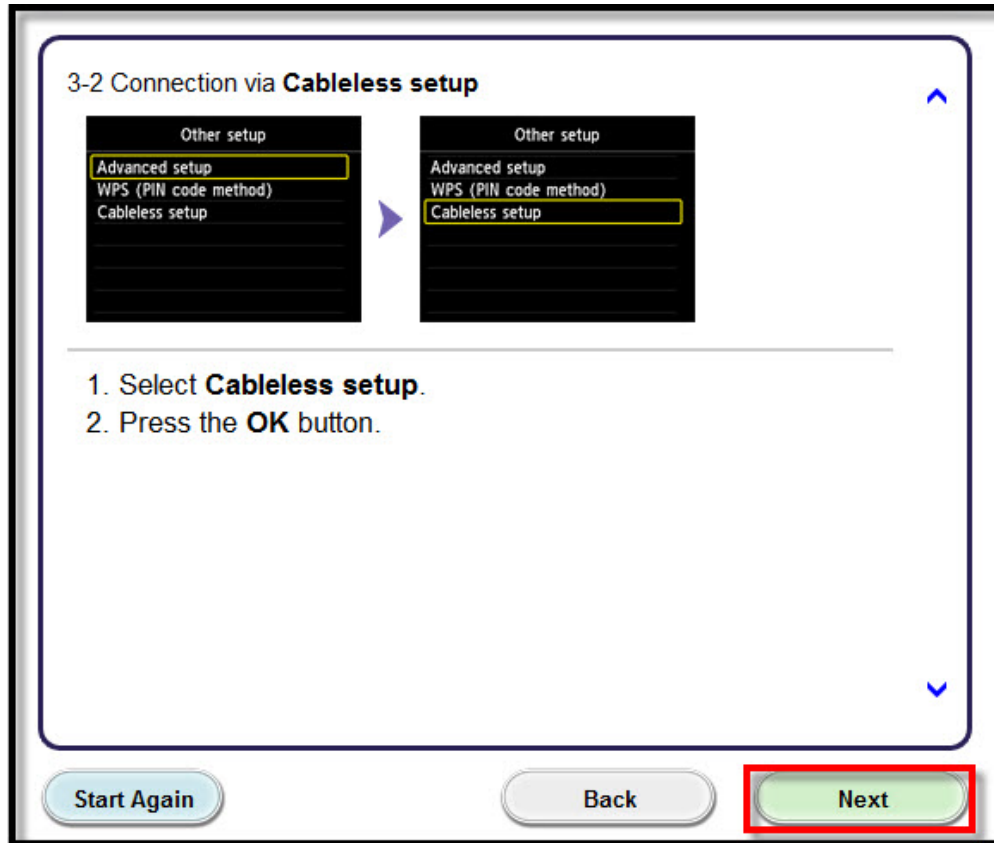 3-2 Connection via Cableless setup
Other setup
Advanced setup
WPS (PIN code method)
Cableless setup
Other setup
Advanced setup
WPS (PIN code method)
Cableless setup
1. Select Cableless setup.
2. Press the OK button.
Start Again
Back
Next